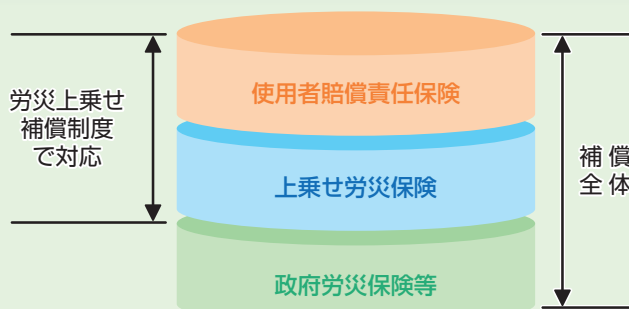 使用者賠償責任保険
労災上乗せ
補償制度
で対応
上乗せ労災保険
補償
全体
政府労災保険等